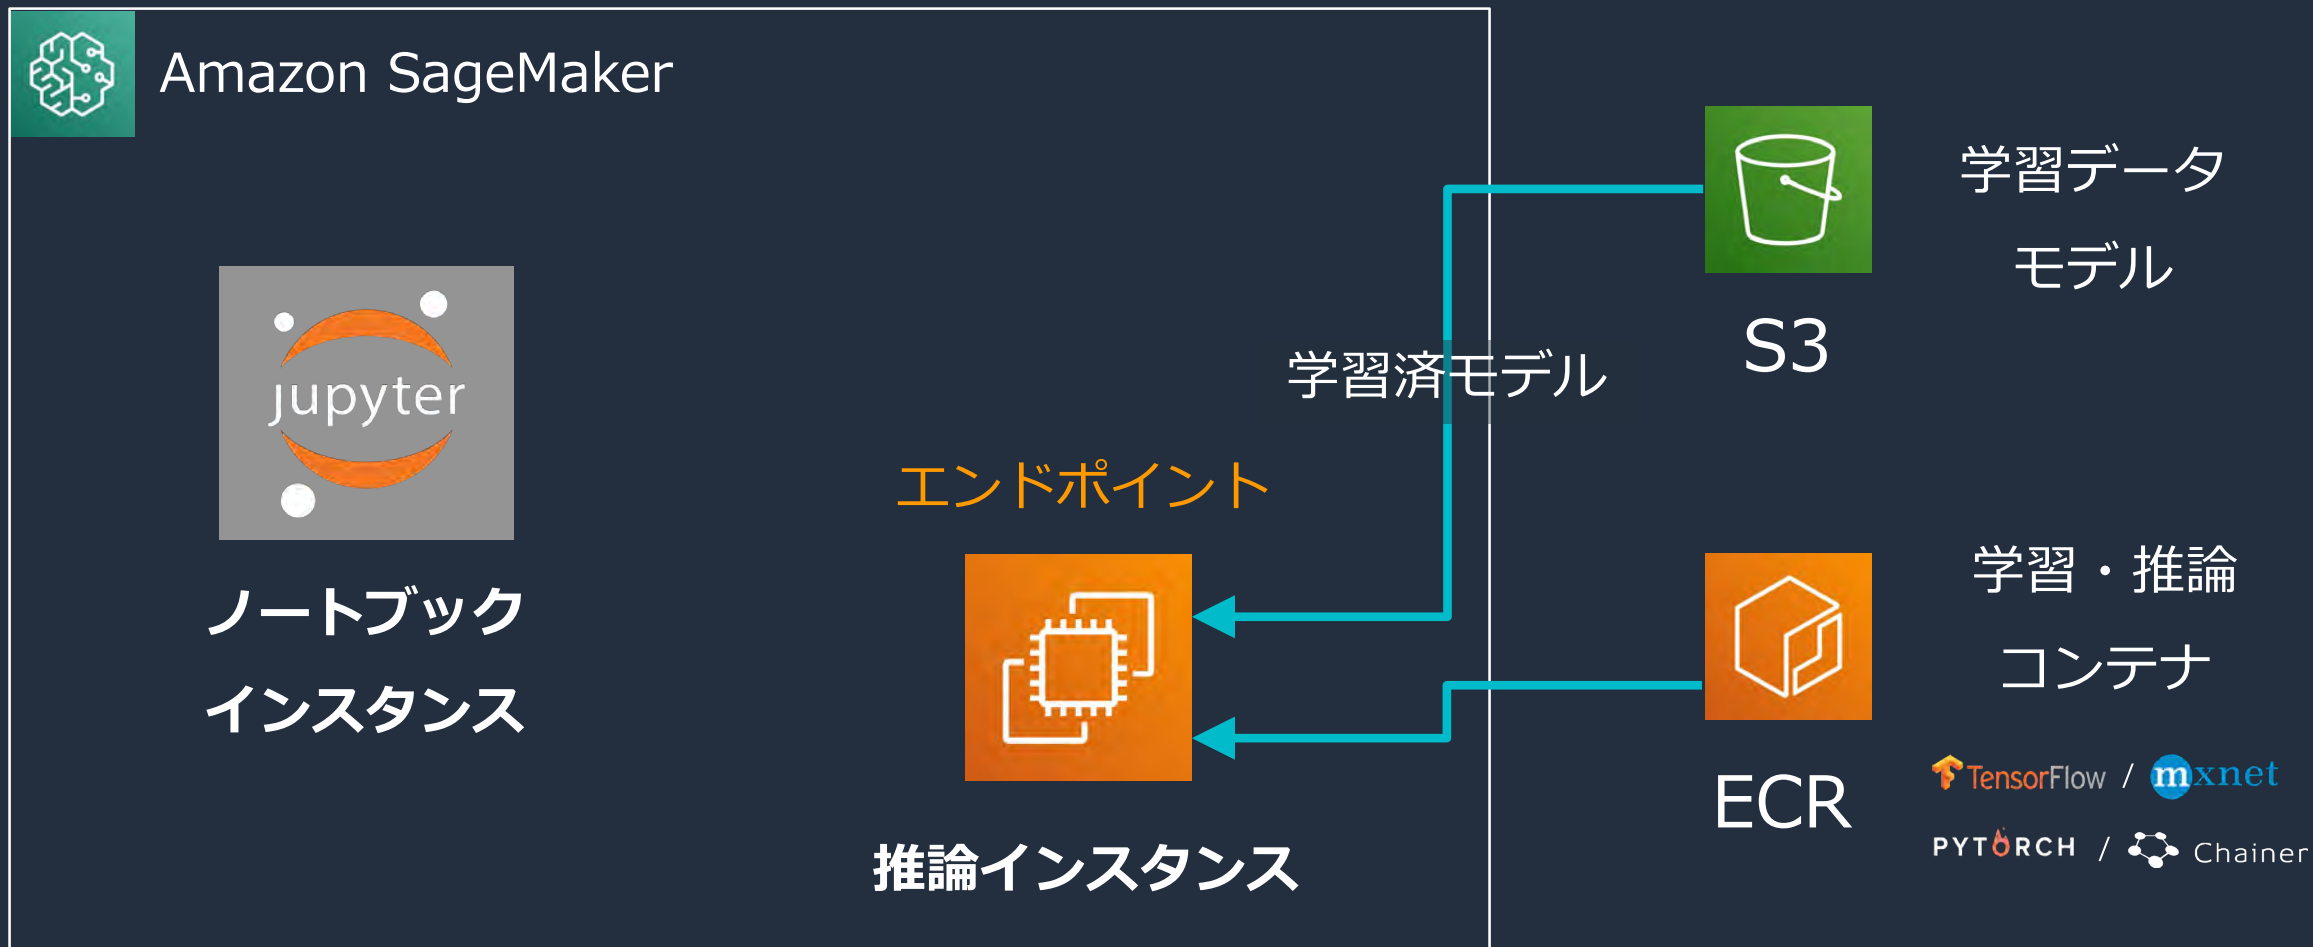 Amazon SageMaker
jupyter
ノートブック
インスタンス
エンドポイント
推論インスタンス
学習済モデル
S3
学習データ
モデル
ECR
学習・推論
コンテナ
TensorFlow / mxnet
PYTORCH / Chainer